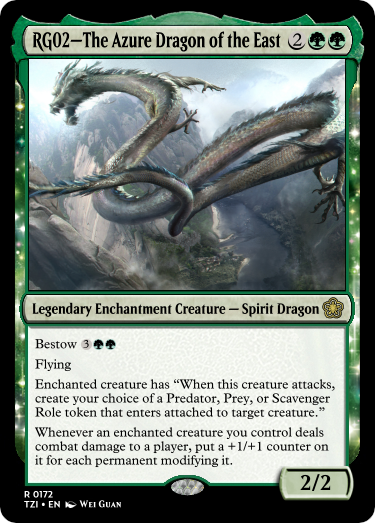 RG02—The Azure Dragon of the East 2
Legendary Enchantment Creature — Spirit Dragon
Bestow 3
Flying
Enchanted creature has “When this creature attacks,
create your choice of a Predator, Prey, or Scavenger
Role token that enters attached to target creature.”
Whenever an enchanted creature you control deals
combat damage to a player, put a +1/+1 counter on
it for each permanent modifying it.
2/2
R 0172
TZI • EN Wei Guan